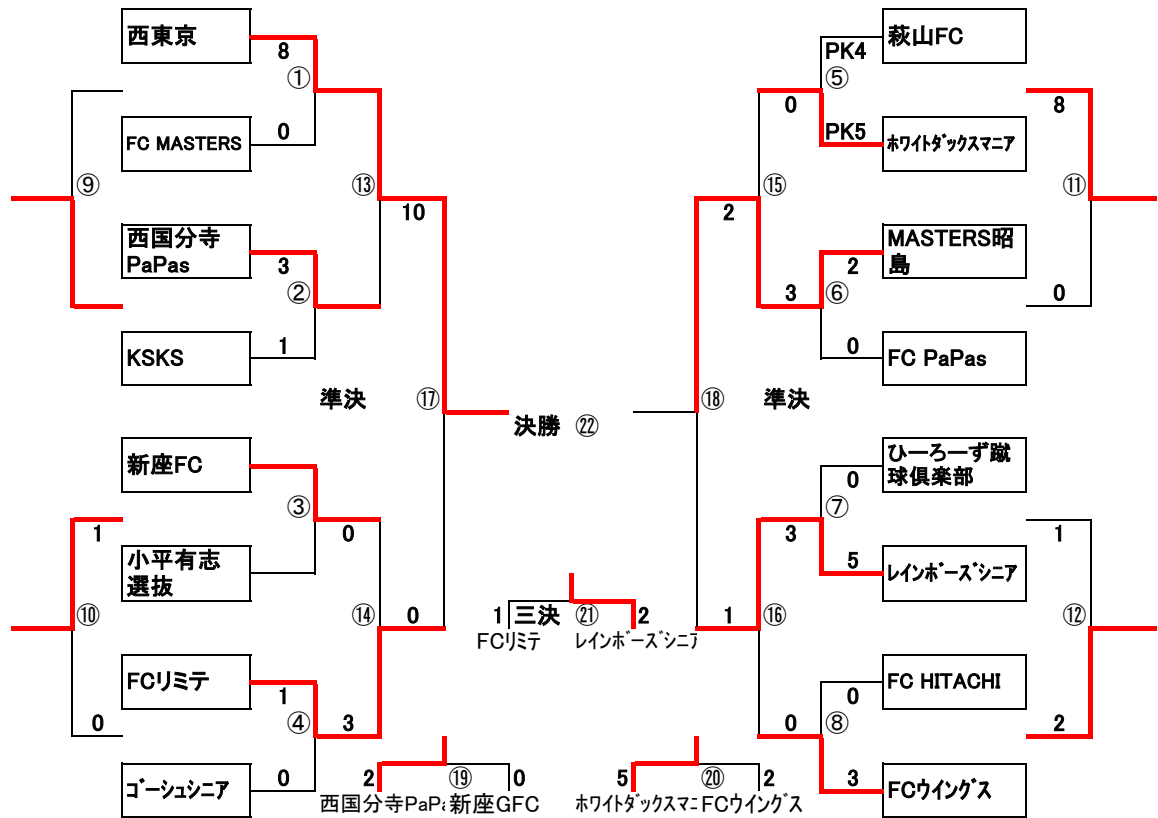 西東京
8
①
FC MASTERS
0
⑨
⑬
10
西国分寺
PaPas
3
②
KSKS
1
準決
⑰
新座FC
③
0
1
小平有志
選抜
⑩
⑭
0
FCリミテ
1
④
3
0
ゴーシュシニア
0
決勝 ㉒
1
三決
㉑
2
FCリミテ
レインボーズシニア
2
⑲
0
西国分寺PaPa
新座GFC
5
⑳
2
ホワイトダックスマニ
FCウイングス
萩山FC
PK4
⑤
0
PK5
ホワイトダックスマニア
8
⑮
2
⑪
MASTERS昭
島
2
3
⑥
0
0
FC PaPas
⑱
準決
ひーろーず蹴
球倶楽部
0
⑦
3
1
5
レインボーズシニア
1
⑯
⑫
FC HITACHI
0
0
⑧
2
3
FCウイングス